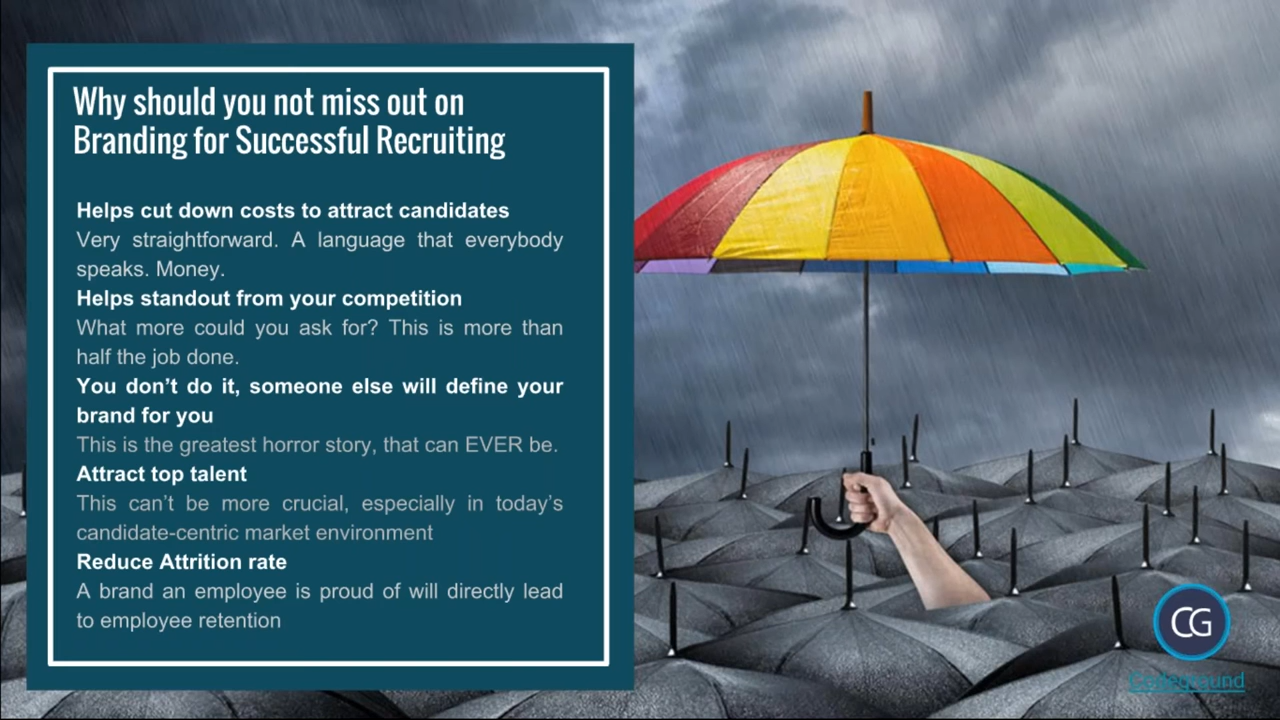 Why should you not miss out on
Branding for Successful Recruiting
Helps cut down costs to attract candidates
Very straightforward. A language that everybody
speaks. Money.
Helps standout from your competition
What more could you ask for? This is more than
half the job done.
You don’t do it, someone else will define your
brand for you
This is the greatest horror story, that can EVER be.
Attract top talent
This can’t be more crucial, especially in today’s
candidate-centric market environment
Reduce Attrition rate
A brand an employee is proud of will directly lead
to employee retention
CG
Codeground